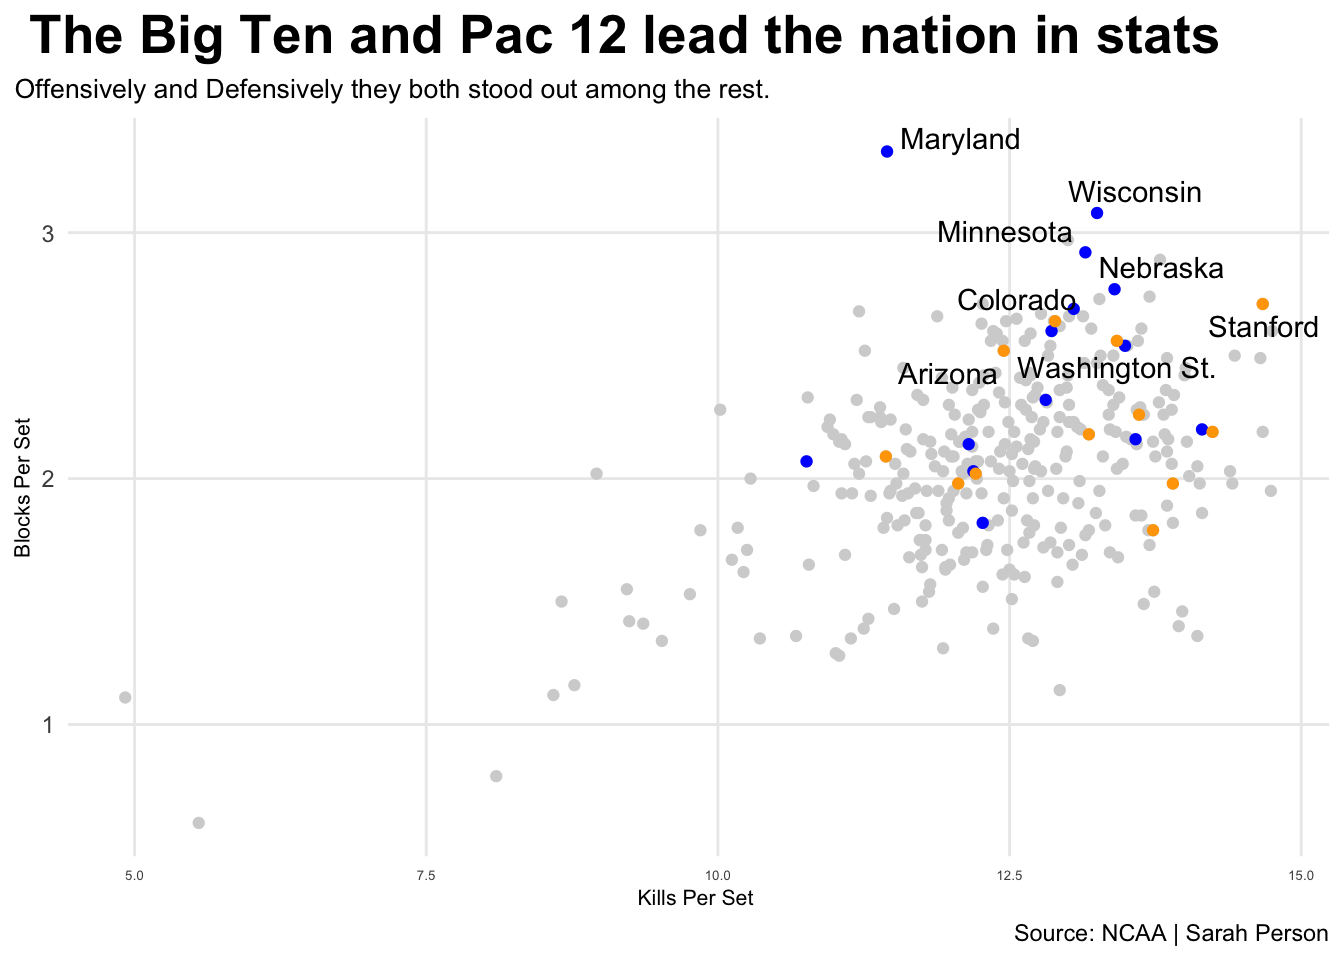 The Big Ten and Pac 12 lead the nation in stats
Offensively and Defensively they both stood out among the rest.
Maryland
Wisconsin
Minnesota
Nebraska
Colorado
Stanford
Arizona
Washington St.
3
2
1
Blocks Per Set
5.0
7.5
10.0
12.5
15.0
Kills Per Set
Source: NCAA | Sarah Person